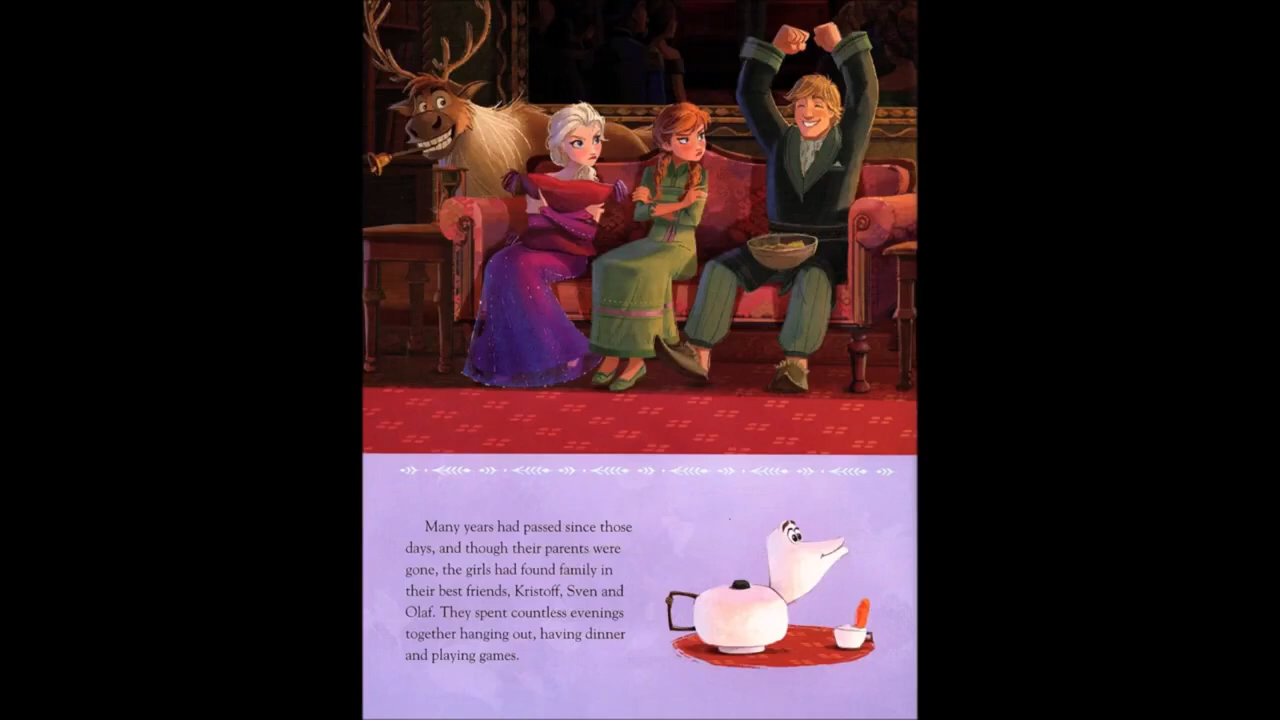 Many years had passed since those
days, and though their parents were
gone, the girls had found family in
their best friends, Kristoff, Sven and
Olaf. They spent countless evenings
together hanging out, having dinner
and playing games.